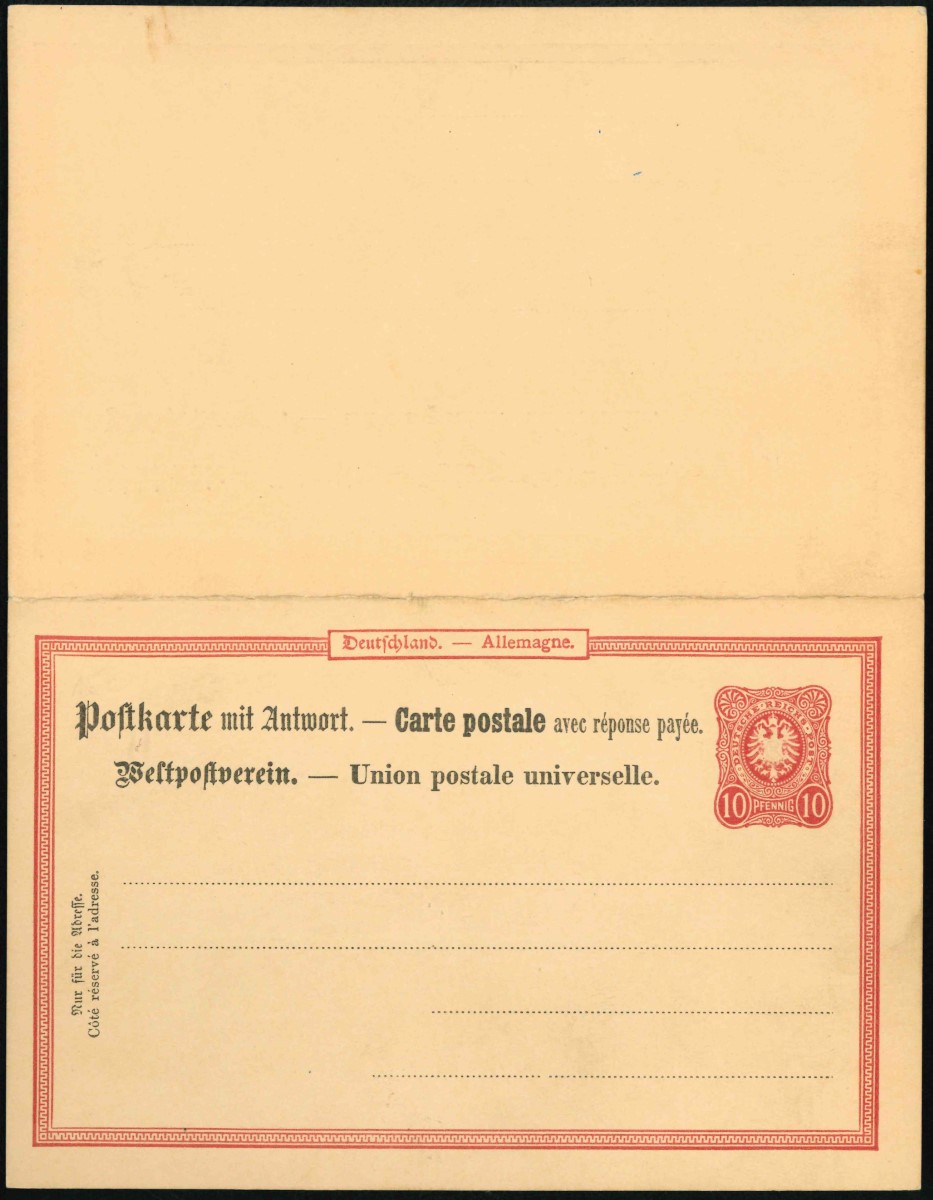 Deutschland. — Allemagne.
Postkarte mit Antwort. — Carte postale avec réponse payée.
Weltpostverein. — Union postale universelle.
DEUTSCHE · REICHS · POST
10 PFENNIG 10
Nur für die Adresse.
Côté réservé à l'adresse.